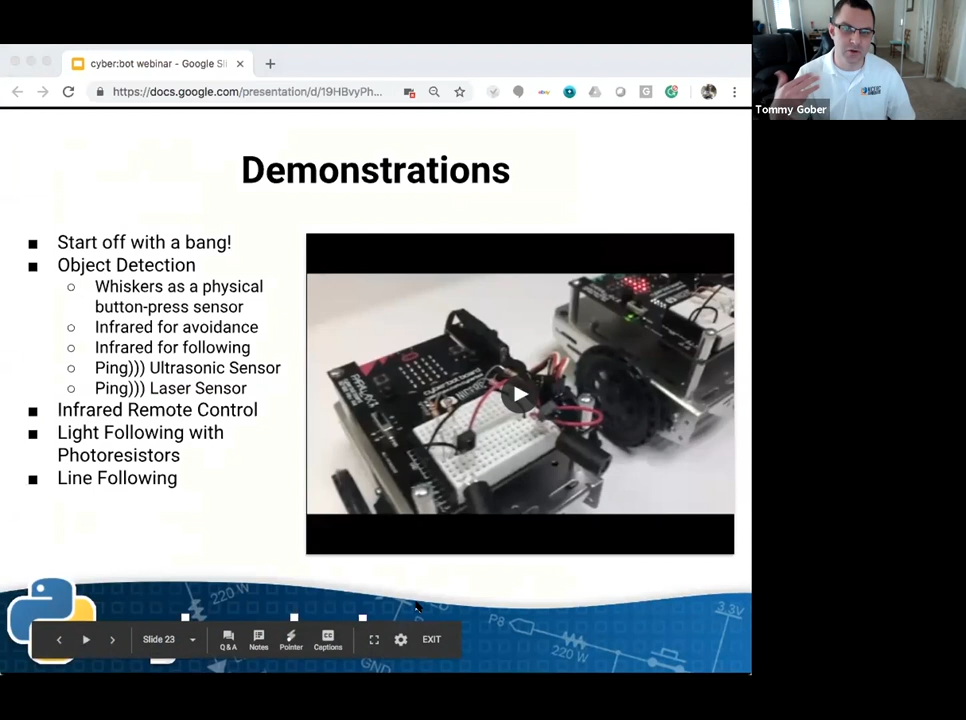 cyber:bot webinar - Google Sli
https://docs.google.com/presentation/d/19HBvyPh...
Tommy Gober
Demonstrations
Start off with a bang!
Object Detection
Whiskers as a physical
button-press sensor
Infrared for avoidance
Infrared for following
Ping))) Ultrasonic Sensor
Ping))) Laser Sensor
Infrared Remote Control
Light Following with
Photoresistors
Line Following
220 W
P8
220 W
3.3V
GND
Slide 23
Q&A
Notes
Pointer
CC
Captions
EXIT